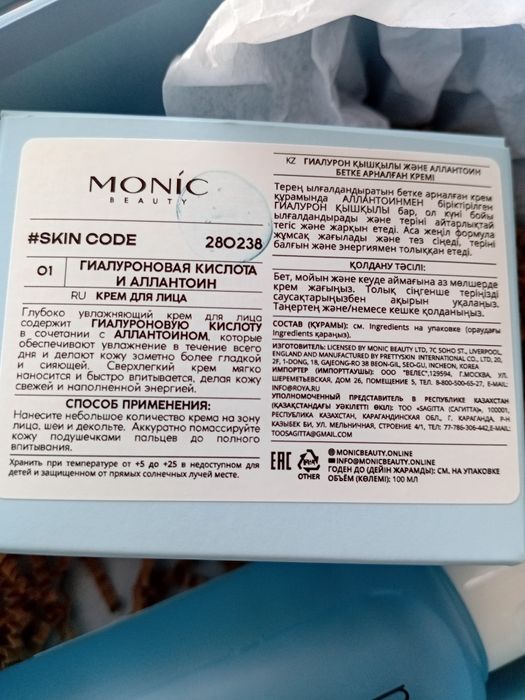 MONIC
BEAUTY
#SKIN CODE 280238
01 ГИАЛУРОНОВАЯ КИСЛОТА
И АЛЛАНТОИН
RU КРЕМ ДЛЯ ЛИЦА
Глубоко увлажняющий крем для лица
содержит ГИАЛУРОНОВУЮ КИСЛОТУ
в сочетании с АЛЛАНТОИНОМ, которые
обеспечивают увлажнение в течение всего
дня и делают кожу заметно более гладкой
и сияющей. Сверхлегкий крем мягко
наносится и быстро впитывается, делая кожу
свежей и наполненной энергией.
СПОСОБ ПРИМЕНЕНИЯ:
Нанесите небольшое количество крема на зону
лица, шеи и декольте. Аккуратно помассируйте
кожу подушечками пальцев до полного
впитывания.
Хранить при температуре от +5 до +25 в недоступном для
детей и защищенном от прямых солнечных лучей месте.
KZ ГИАЛУРОН ҚЫШҚЫЛЫ ЖӘНЕ АЛЛАНТОИН
БЕТКЕ АРНАЛҒАН КРЕМІ
Терең ылғалдандыратын бетке арналған крем
құрамында АЛЛАНТОИНМЕН біріктірілген
ГИАЛУРОН ҚЫШҚЫЛЫ бар, ол күні бойы
ылғалдандырады және теріні айтарлықтай
тегіс және жарқын етеді. Аса жеңіл формула
жұмсақ жағылады және тез сіңеді, теріні
балғын және энергиямен толыққан етеді.
ҚОЛДАНУ ТӘСІЛІ:
Бет, мойын және кеуде аймағына аз мөлшерде
крем жағыңыз. Толық сіңгенше теріңізді
саусақтарыңызбен ақырын уқалаңыз.
Таңертең және/немесе кешке қолданыңыз.
СОСТАВ (ҚҰРАМЫ): см. Ingredients на упаковке (ораудағы
Ingredients қараңыз).
ИЗГОТОВИТЕЛЬ: LICENSED BY MONIC BEAUTY LTD, 7C SOHO ST., LIVERPOOL,
ENGLAND AND MANUFACTURED BY PRETTYSKIN INTERNATIONAL CO., LTD, 20,
2F, 1-DONG, 18, GAJEONG-RO 38 BEON-GIL, SEO-GU, INCHEON, KOREA
ИМПОРТЕР (ИМПОРТТАУШЫ): ООО "ВЕЛЕС",129594, Г.МОСКВА, УЛ.
ШЕРЕМЕТЬЕВСКАЯ, ДОМ 26, ПОМЕЩЕНИЕ 5, ТЕЛ. 8-800-500-65-27, E-MAIL:
INFO@ROYA.RU
УПОЛНОМОЧЕННЫЙ ПРЕДСТАВИТЕЛЬ В РЕСПУБЛИКЕ КАЗАХСТАН
(ҚАЗАҚСТАНДАҒЫ УӘКІЛЕТТІ ӨКІЛ): ТОО «SAGITTA (САГИТТА)», 100001,
РЕСПУБЛИКА КАЗАХСТАН, КАРАГАНДИНСКАЯ ОБЛ., Г. КАРАГАНДА, Р-Н
КАЗЫБЕК БИ, УЛ. МЕЛЬНИЧНАЯ, СТРОЕНИЕ 4/1, ТЕЛ: 77-786-306-442,E-MAIL:
TOOSAGITTA@GMAIL.COM
EAC
OTHER
MONICBEAUTY.ONLINE
INFO@MONICBEAUTY.ONLINE
ГОДЕН ДО (ДЕЙІН ЖАРАМДЫ): СМ. НА УПАКОВКЕ
ОБЪЁМ (КӨЛЕМІ): 100 МЛ